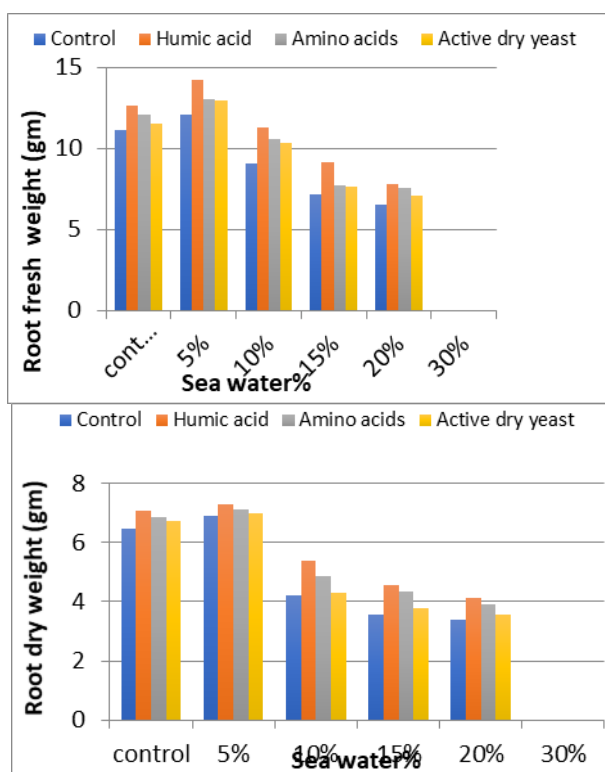 Control Humic acid Amino acids Active dry yeast
15
10
5
0
Root fresh weight (gm)
cont... 5% 10% 15% 20% 30%
Sea water%
Control Humic acid Amino acids Active dry yeast
8
6
4
2
0
Root dry weight (gm)
control 5% 10% 15% 20% 30%
Sea water%